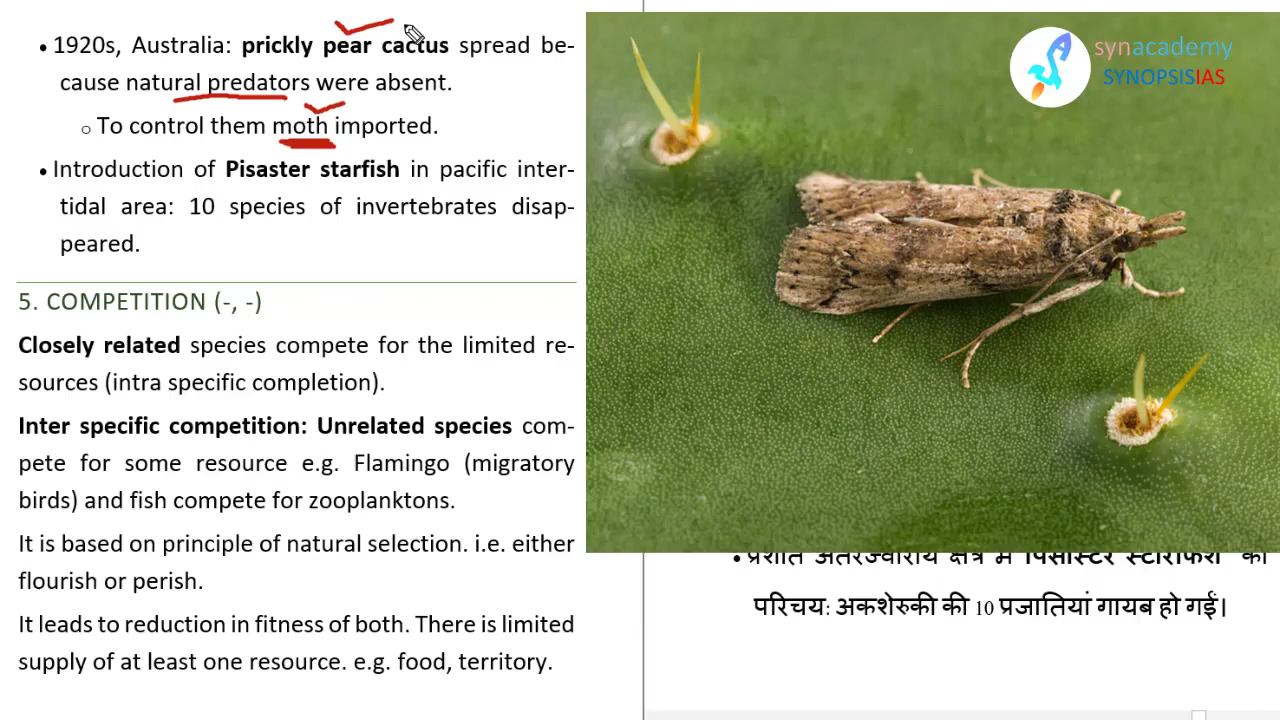 1920s, Australia: prickly pear cactus spread be-
cause natural predators were absent.
To control them moth imported.
Introduction of Pisaster starfish in pacific inter-
tidal area: 10 species of invertebrates disap-
peared.
5. COMPETITION (-, -)
Closely related species compete for the limited re-
sources (intra specific completion).
Inter specific competition: Unrelated species com-
pete for some resource e.g. Flamingo (migratory
birds) and fish compete for zooplanktons.
It is based on principle of natural selection. i.e. either
flourish or perish.
It leads to reduction in fitness of both. There is limited
supply of at least one resource. e.g. food, territory.
synacademy
SYNOPSISIAS
परिचय: अकशेरुकी की 10 प्रजातियां गायब हो गईं।